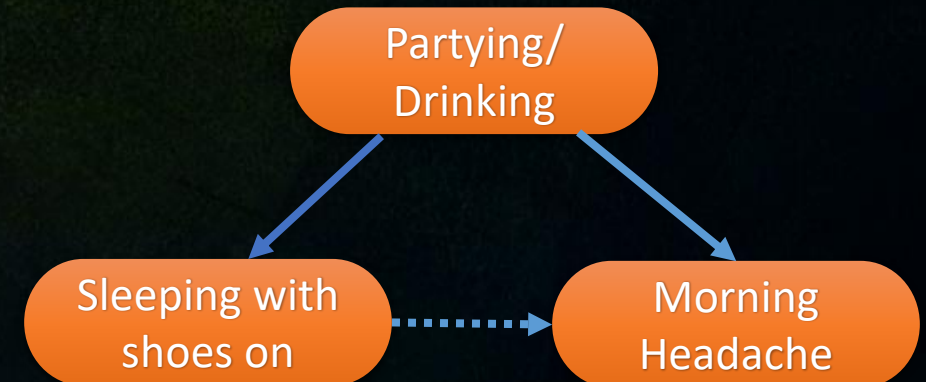 Partying/
Drinking
Sleeping with
shoes on
Morning
Headache